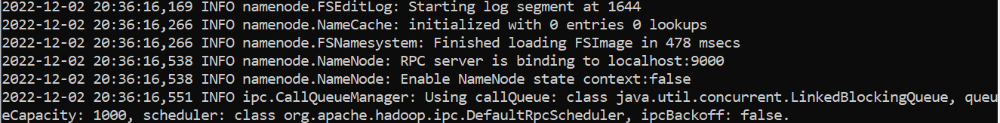 2022-12-02 20:36:16,169 INFO namenode.FSEditLog: Starting log segment at 1644
2022-12-02 20:36:16,266 INFO namenode.NameCache: initialized with 0 entries 0 lookups
2022-12-02 20:36:16,266 INFO namenode.FSNamesystem: Finished loading FSImage in 478 msecs
2022-12-02 20:36:16,538 INFO namenode.NameNode: RPC server is binding to localhost:9000
2022-12-02 20:36:16,538 INFO namenode.NameNode: Enable NameNode state context:false
2022-12-02 20:36:16,551 INFO ipc.CallQueueManager: Using callQueue: class java.util.concurrent.LinkedBlockingQueue, queu
eCapacity: 1000, scheduler: class org.apache.hadoop.ipc.DefaultRpcScheduler, ipcBackoff: false.